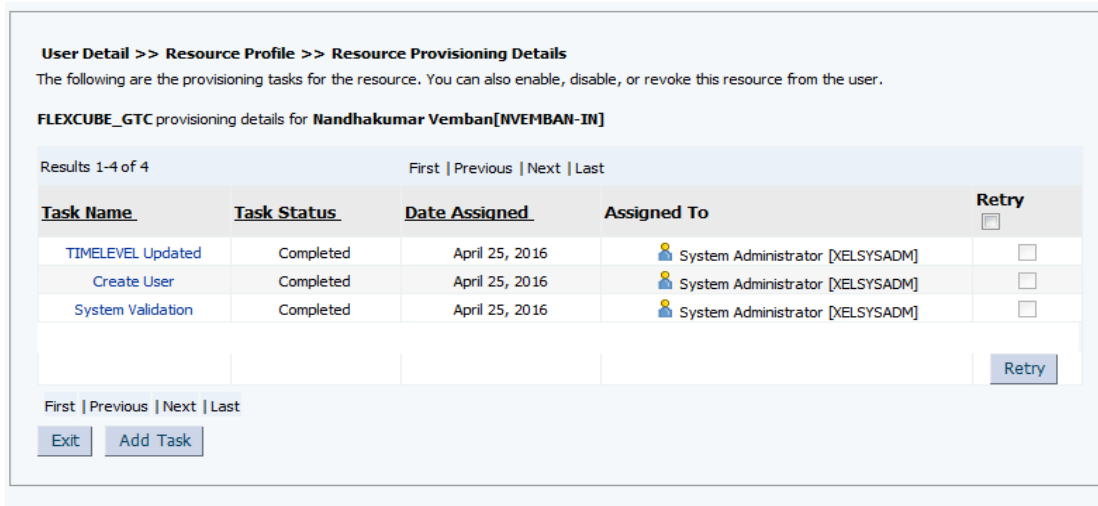 User Detail >> Resource Profile >> Resource Provisioning Details
The following are the provisioning tasks for the resource. You can also enable, disable, or revoke this resource from the user.
FLEXCUBE_GTC provisioning details for Nandhakumar Vemban[NVEMBAN-IN]
Results 1-4 of 4 First | Previous | Next | Last
Task Name Task Status Date Assigned Assigned To Retry
TIMELEVEL Updated Completed April 25, 2016 System Administrator [XELSYSADM]
Create User Completed April 25, 2016 System Administrator [XELSYSADM]
System Validation Completed April 25, 2016 System Administrator [XELSYSADM]
Retry
First | Previous | Next | Last
Exit Add Task